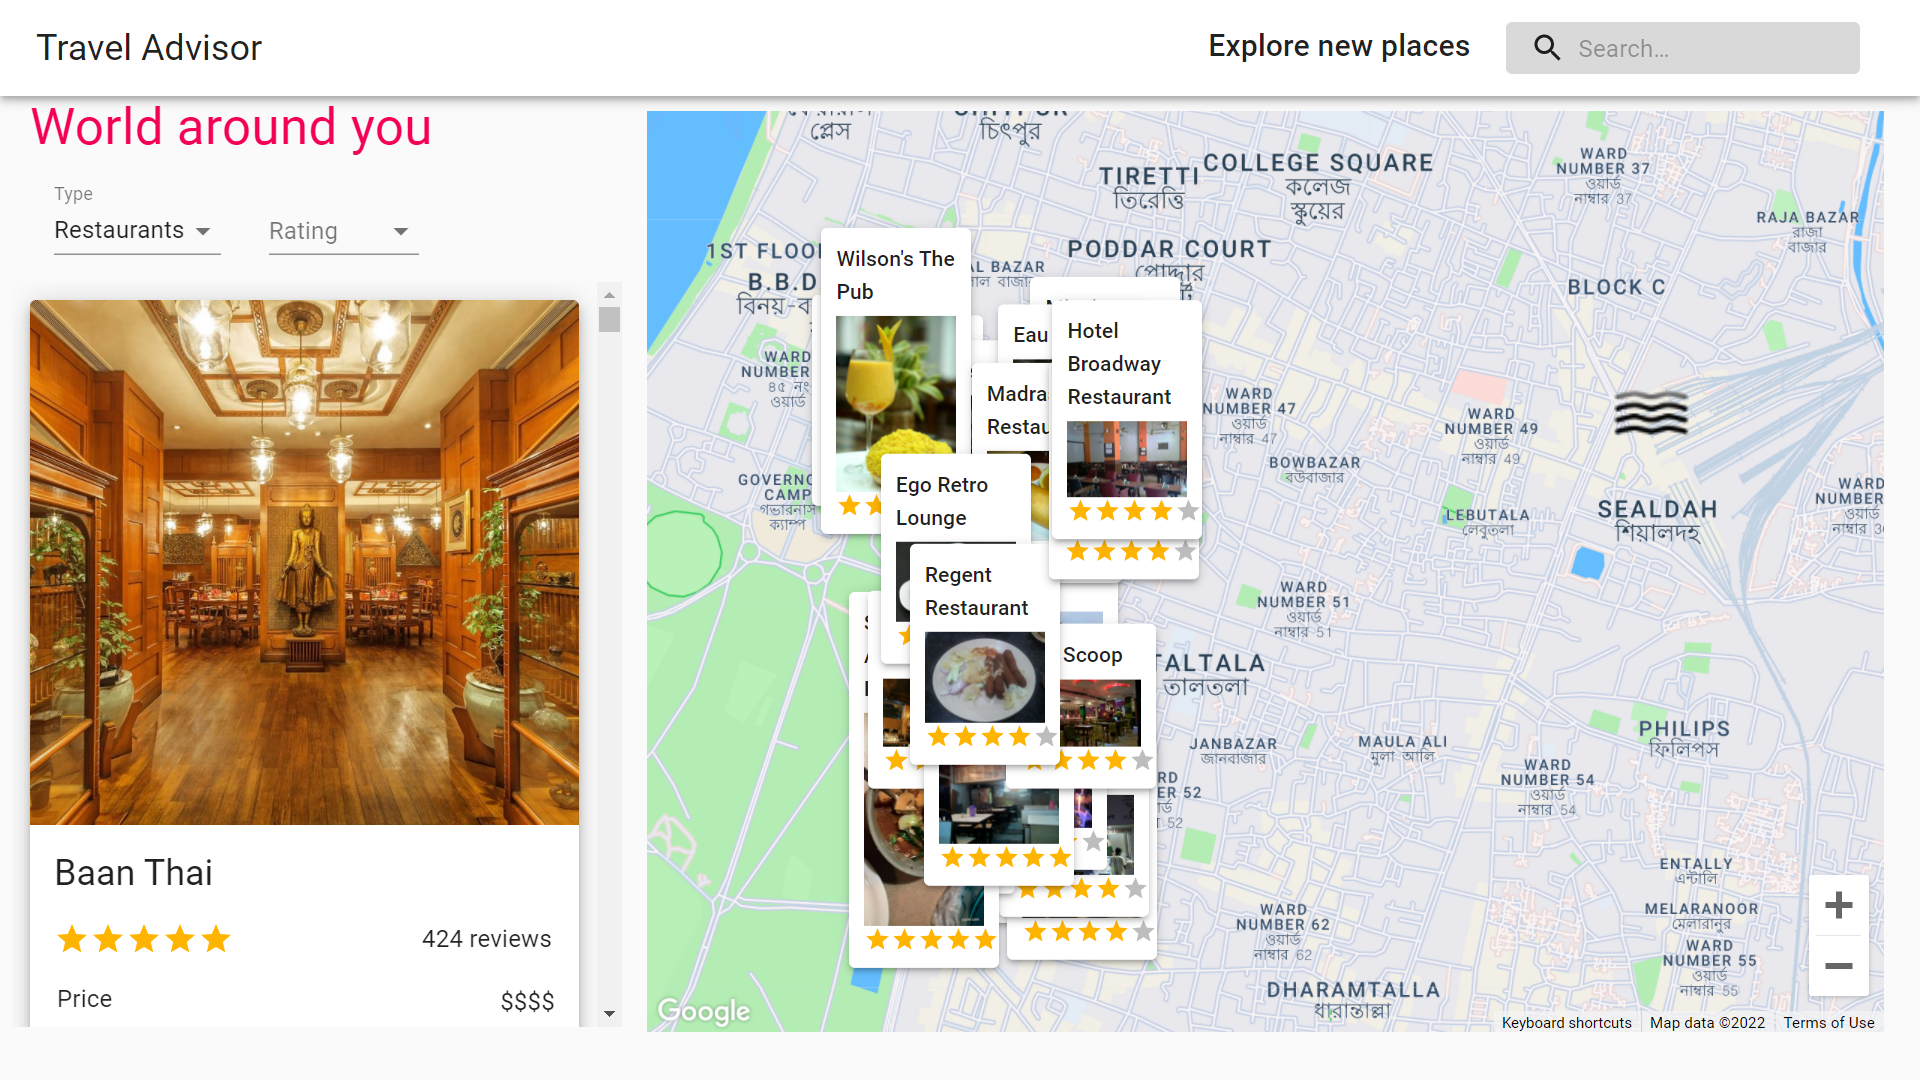 Travel Advisor
Explore new places
Search…
World around you
Type
Restaurants
Rating
Baan Thai
424 reviews
Price
$$$$
প্লেস
চিৎপুর
TIRETTI
তিরেত্তি
COLLEGE SQUARE
কলেজ
স্কুয়ের
WARD
NUMBER 37
ওয়ার্ড
নাম্বার 37
RAJA BAZAR
রাজা
বাজার
1ST FLOO
B.B.D
AL BAZAR
PODDAR COURT
পোদ্দার
BLOCK C
Wilson's The
Pub
Eau
Hotel
Broadway
Restaurant
Madra
Restau
WARD
NUMBER
৪৫ নং
ওয়ার্ড
WARD
NUMBER 47
ওয়ার্ড
নাম্বার 47
WARD
NUMBER 49
ওয়ার্ড
নাম্বার 49
BOWBAZAR
বউবাজার
GOVERNO
CAMP
গভারনরস
ক্যাম্প
Ego Retro
Lounge
LEBUTALA
লেবুতলা
SEALDAH
শিয়ালদহ
WARD
NUMBER
ওয়ার্ড
Regent
Restaurant
WARD
NUMBER 51
ওয়ার্ড
নাম্বার 51
Scoop
TALTALA
তালতলা
JANBAZAR
জানবাজার
MAULA ALI
মুলা আলি
PHILIPS
ফিলিপস
WARD
NUMBER 54
ওয়ার্ড
নাম্বার 54
RD
ER 52
52
ENTALLY
এন্টালি
MELARANOOR
মেলারানুর
WARD
NUMBER 62
ওয়ার্ড
নাম্বার 62
WARD
NUMBER 55
ওয়ার্ড
নাম্বার 55
DHARAMTALLA
ধারান্তাল্লা
Google
Keyboard shortcuts
Map data ©2022
Terms of Use